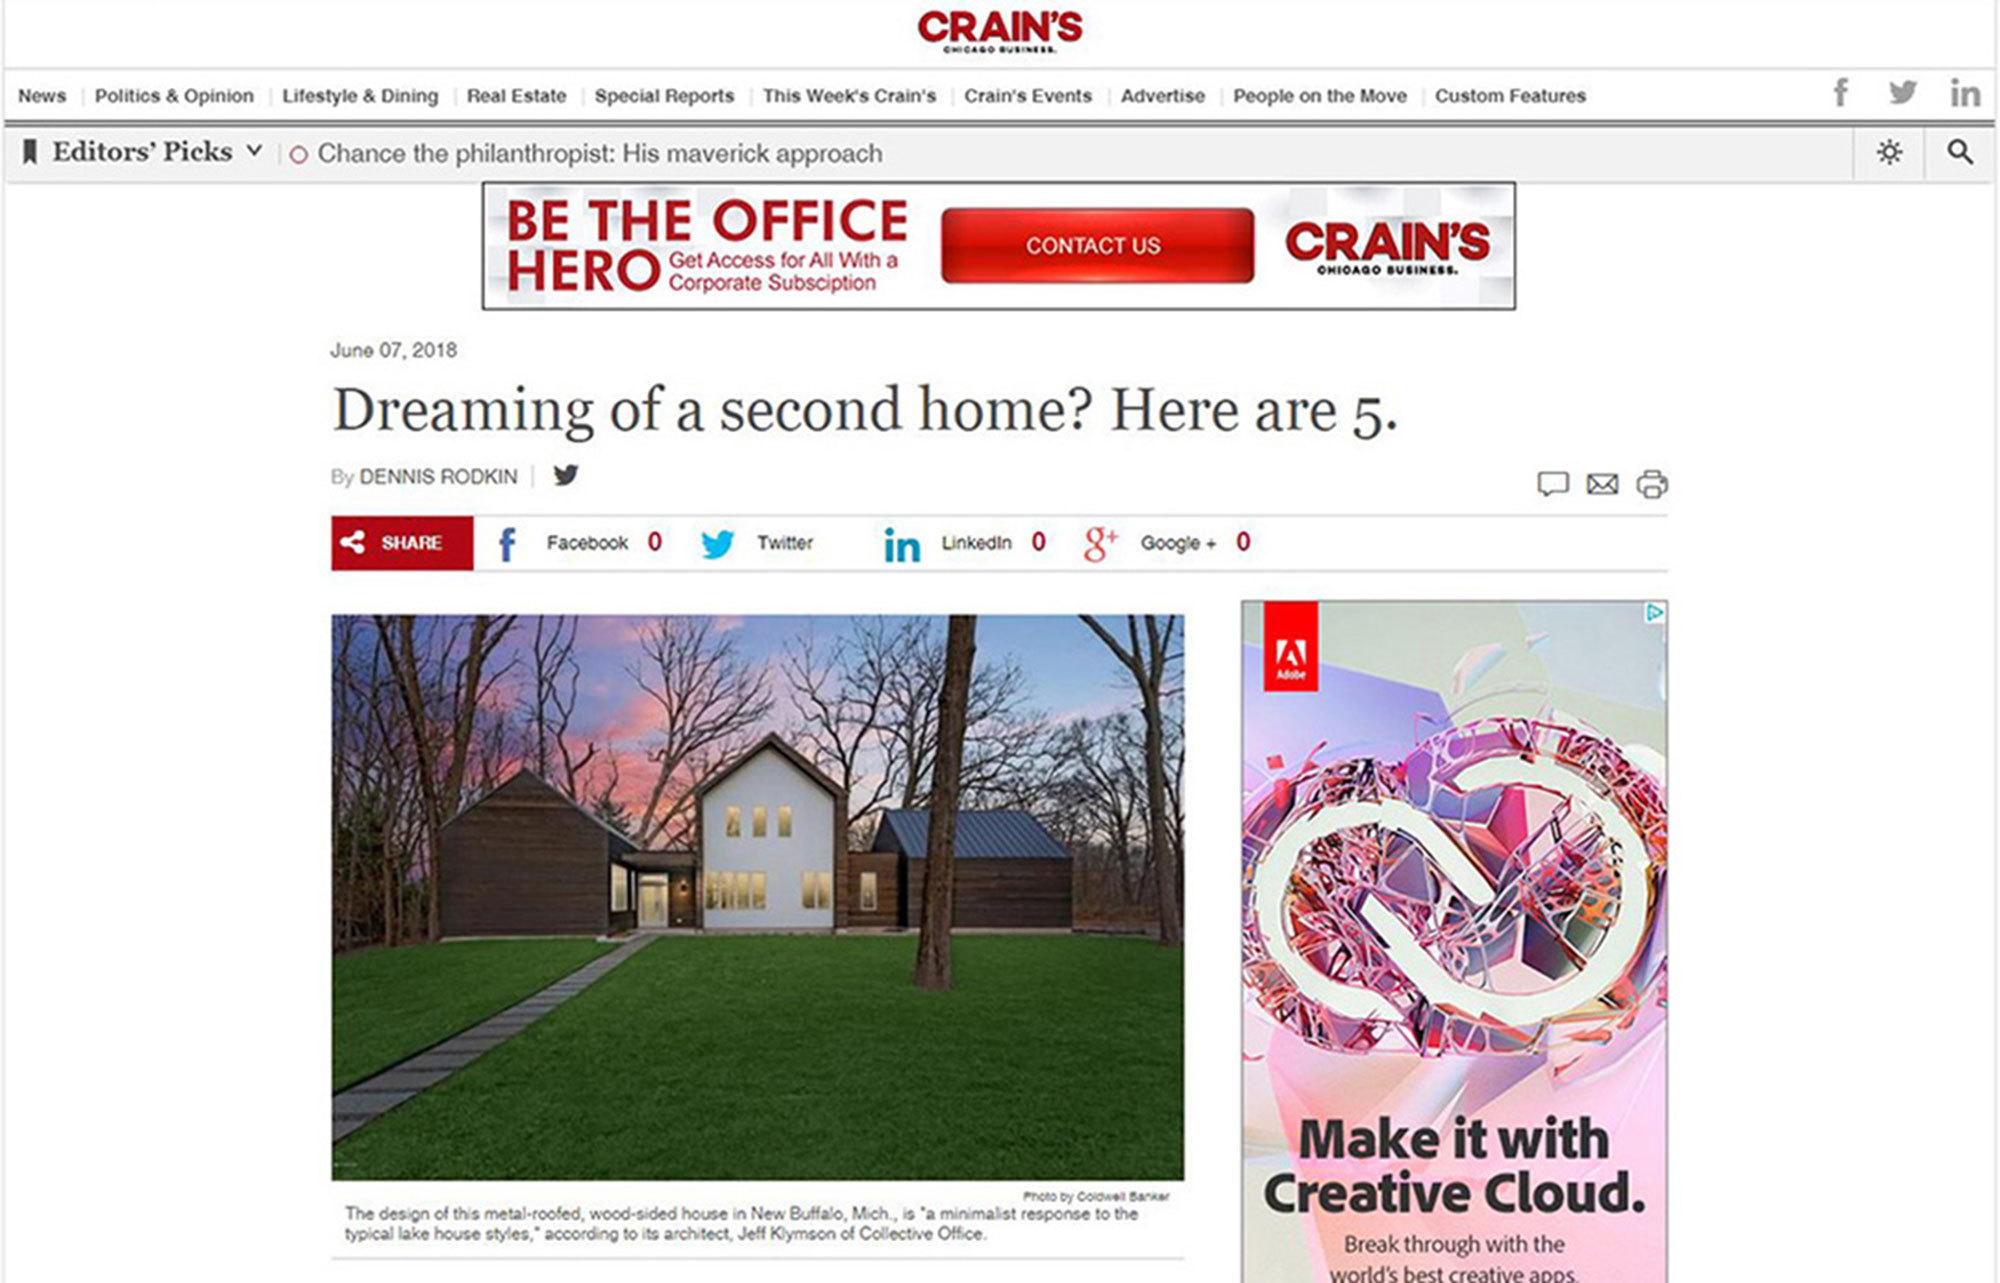 CRAIN'S
CHICAGO BUSINESS.
News Politics & Opinion Lifestyle & Dining Real Estate Special Reports This Week's Crain's Crain's Events Advertise People on the Move Custom Features
Editors' Picks Chance the philanthropist: His maverick approach
BE THE OFFICE
HERO Get Access for All With a
Corporate Subsciption
CONTACT US
CRAIN'S
CHICAGO BUSINESS.
June 07, 2018
Dreaming of a second home? Here are 5.
By DENNIS RODKIN
SHARE Facebook 0 Twitter LinkedIn 0 Google + 0
Adobe
Photo by Coldwell Banker
The design of this metal-roofed, wood-sided house in New Buffalo, Mich., is "a minimalist response to the
typical lake house styles," according to its architect, Jeff Klymson of Collective Office.
Make it with
Creative Cloud.
Break through with the
world's best creative apps.